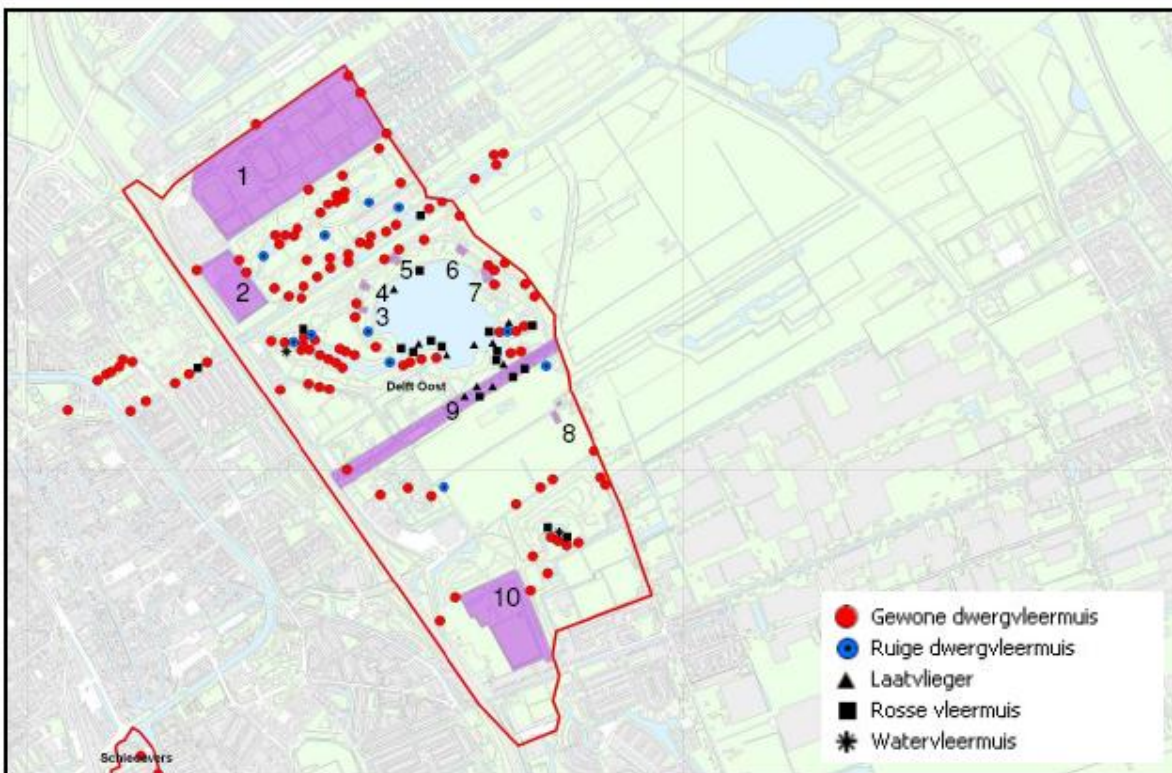 1
2
5
6
4
7
3
Delft Oost
9
8
10
Gewone dwergvleermuis
Ruige dwergvleermuis
Laatvlieger
Rosse vleermuis
Watervleermuis
Schieoevers